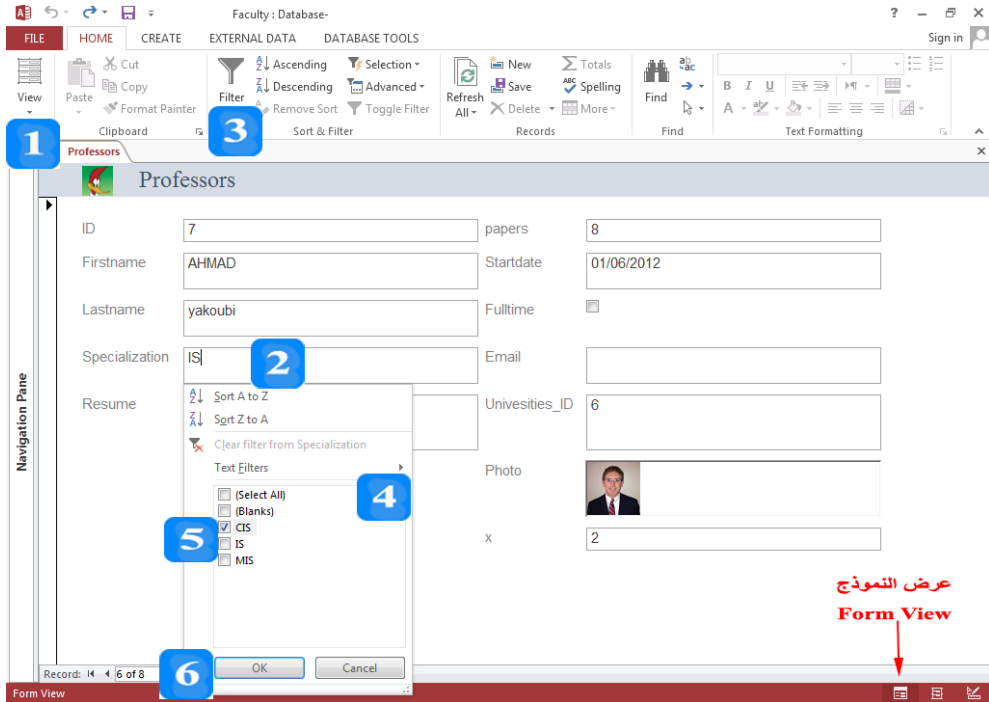 Faculty : Database-
?
FILE HOME CREATE EXTERNAL DATA DATABASE TOOLS Sign in
View
Paste
Cut
Copy
Format Painter
Clipboard
Filter
Ascending
Descending
Remove Sort
Selection
Advanced
Toggle Filter
Sort & Filter
Refresh
All
New
Save
Delete
Totals
Spelling
More
Records
Find
Find
B I U
A
Text Formatting
1
3
Professors
Professors
Navigation Pane
ID 7 papers 8
Firstname AHMAD Startdate 01/06/2012
Lastname yakoubi Fulltime
Specialization IS 2 Email
Resume Univesities_ID 6
Photo
x 2
Sort A to Z
Sort Z to A
Clear filter from Specialization
Text Filters
4
(Select All)
(Blanks)
5 CIS
IS
MIS
6 OK Cancel
عرض النموذج
Form View
Record: 6 of 8
Form View